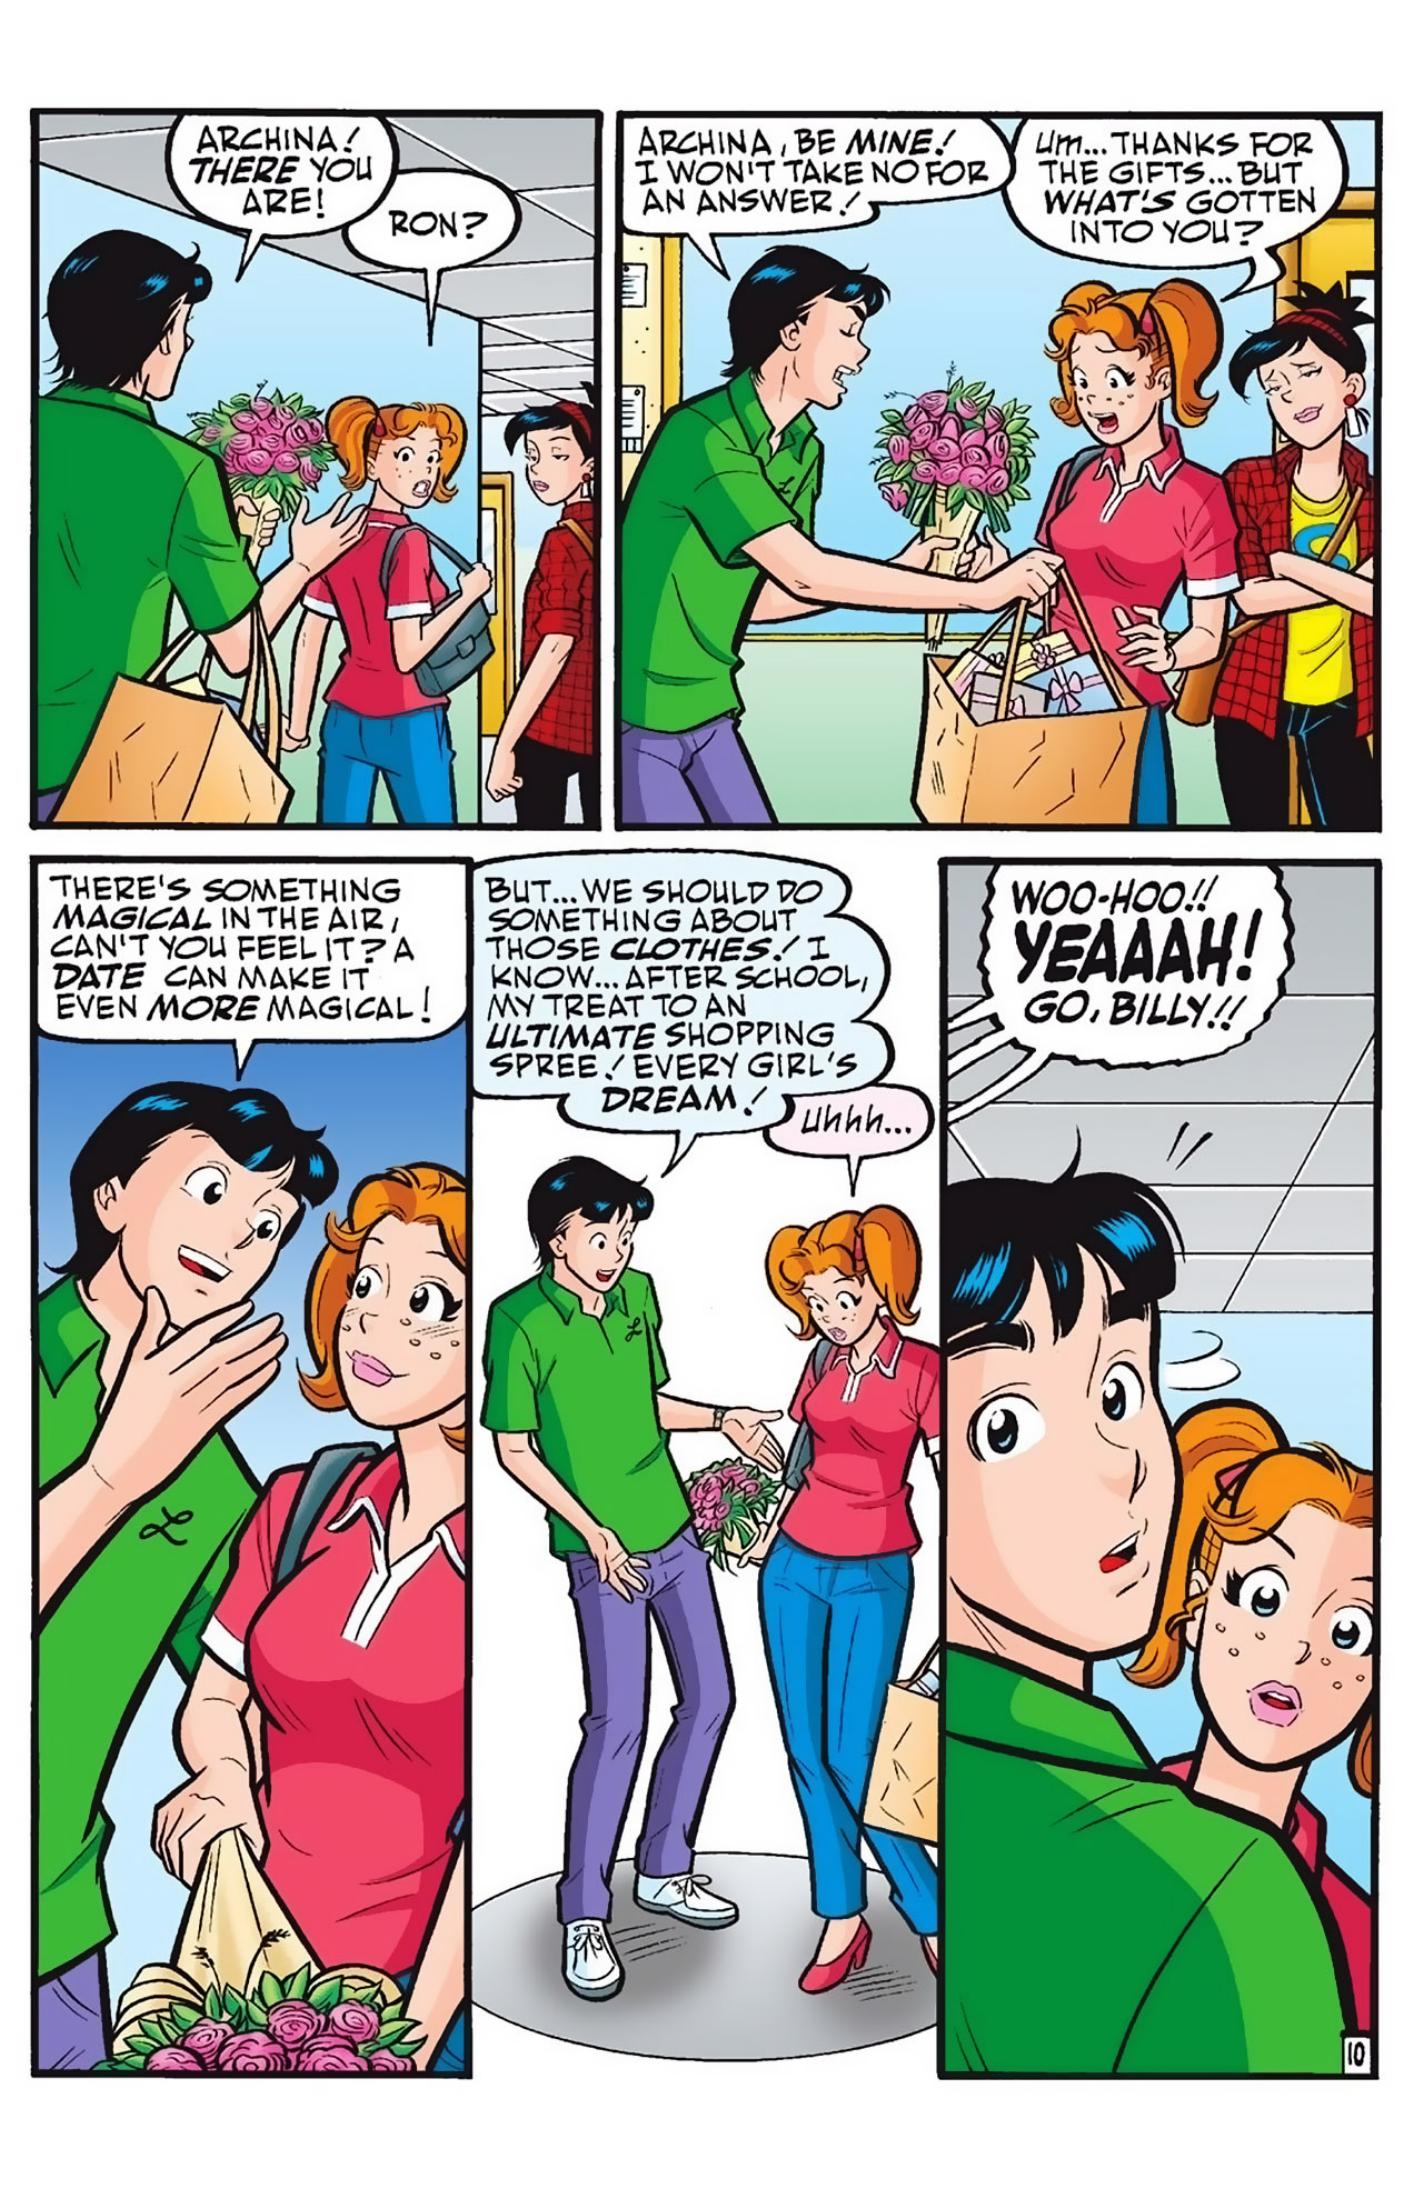 ARCHINA!
THERE YOU
ARE!
RON?
ARCHINA, BE MINE!
I WON'T TAKE NO FOR
AN ANSWER!
UM...THANKS FOR
THE GIFTS...BUT
WHAT'S GOTTEN
INTO YOU?
THERE'S SOMETHING
MAGICAL IN THE AIR,
CAN'T YOU FEEL IT? A
DATE CAN MAKE IT
EVEN MORE MAGICAL!
BUT...WE SHOULD DO
SOMETHING ABOUT
THOSE CLOTHES! I
KNOW...AFTER SCHOOL,
MY TREAT TO AN
ULTIMATE SHOPPING
SPREE! EVERY GIRL'S
DREAM!
UHHH...
WOO-HOO!!
YEAAAH!
GO, BILLY!!
10